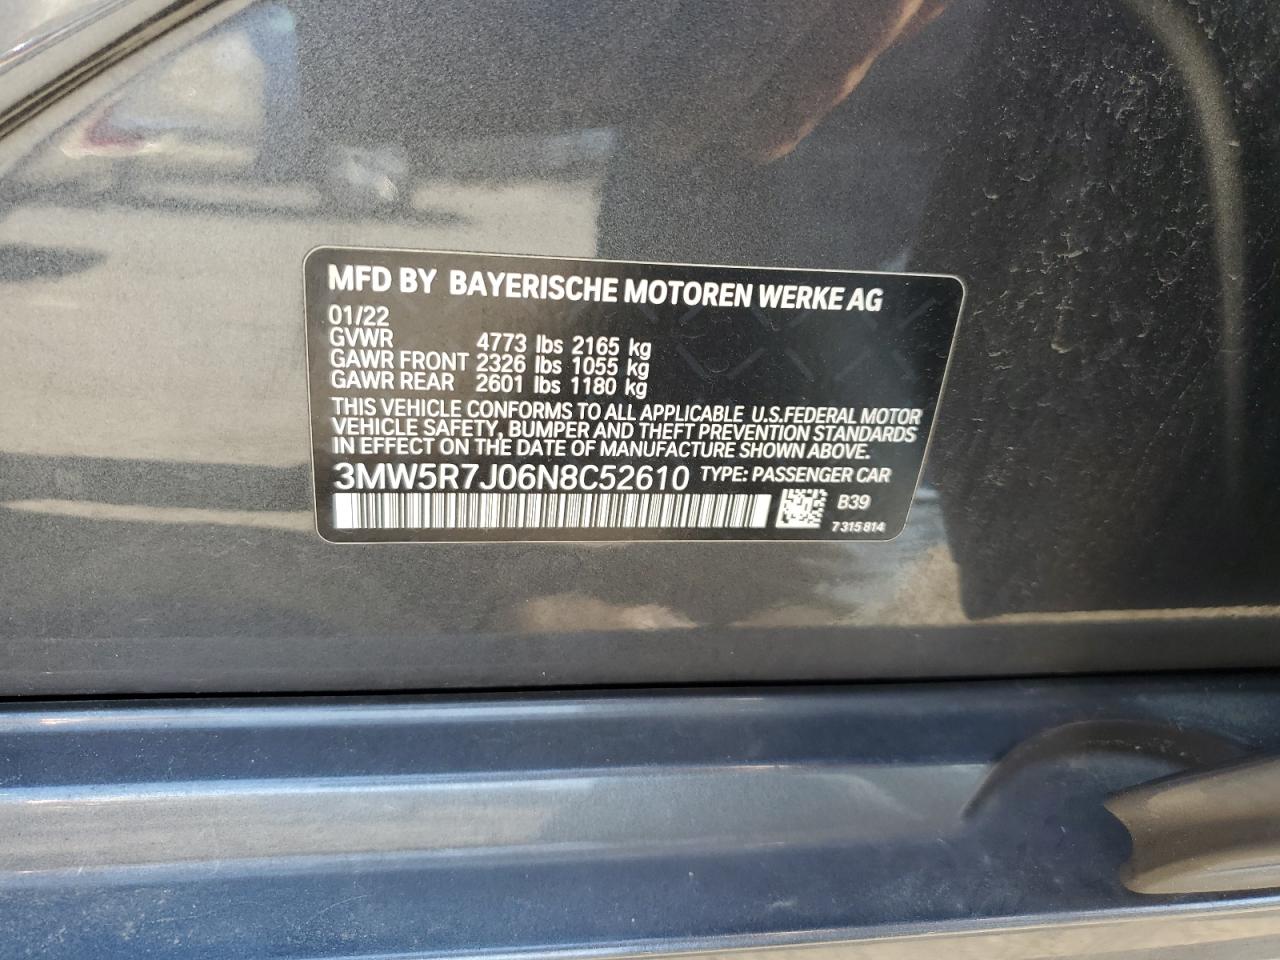 MFD BY BAYERISCHE MOTOREN WERKE AG
01/22
GVWR 4773 lbs 2165 kg
GAWR FRONT 2326 lbs 1055 kg
GAWR REAR 2601 lbs 1180 kg
THIS VEHICLE CONFORMS TO ALL APPLICABLE U.S.FEDERAL MOTOR
VEHICLE SAFETY, BUMPER AND THEFT PREVENTION STANDARDS
IN EFFECT ON THE DATE OF MANUFACTURE SHOWN ABOVE.
3MW5R7J06N8C52610 TYPE: PASSENGER CAR
B39
7 315 814